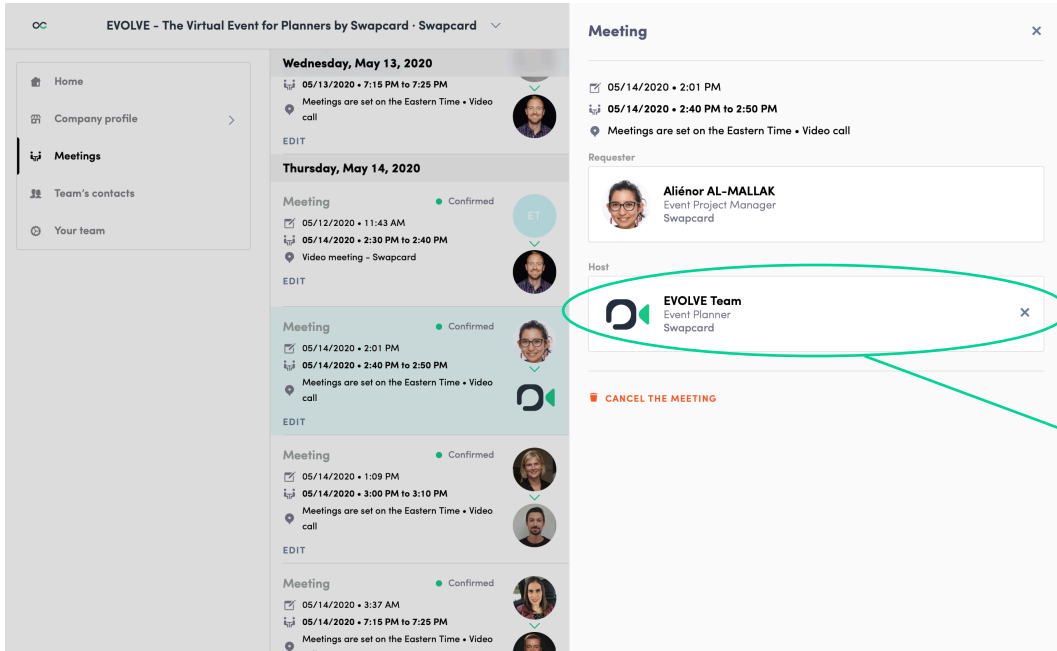 EVOLVE - The Virtual Event for Planners by Swapcard · Swapcard
Home
Company profile
Meetings
Team's contacts
Your team
Wednesday, May 13, 2020
05/13/2020 • 7:15 PM to 7:25 PM
Meetings are set on the Eastern Time • Video
call
EDIT
Thursday, May 14, 2020
Meeting
Confirmed
05/12/2020 • 11:43 AM
05/14/2020 • 2:30 PM to 2:40 PM
Video meeting - Swapcard
ET
EDIT
Meeting
Confirmed
05/14/2020 • 2:01 PM
05/14/2020 • 2:40 PM to 2:50 PM
Meetings are set on the Eastern Time • Video
call
EDIT
Meeting
Confirmed
05/14/2020 • 1:09 PM
05/14/2020 • 3:00 PM to 3:10 PM
Meetings are set on the Eastern Time • Video
call
EDIT
Meeting
Confirmed
05/14/2020 • 3:37 AM
05/14/2020 • 7:15 PM to 7:25 PM
Meetings are set on the Eastern Time • Video
Meeting
05/14/2020 • 2:01 PM
05/14/2020 • 2:40 PM to 2:50 PM
Meetings are set on the Eastern Time • Video call
Requester
Aliénor AL-MALLAK
Event Project Manager
Swapcard
Host
EVOLVE Team
Event Planner
Swapcard
CANCEL THE MEETING